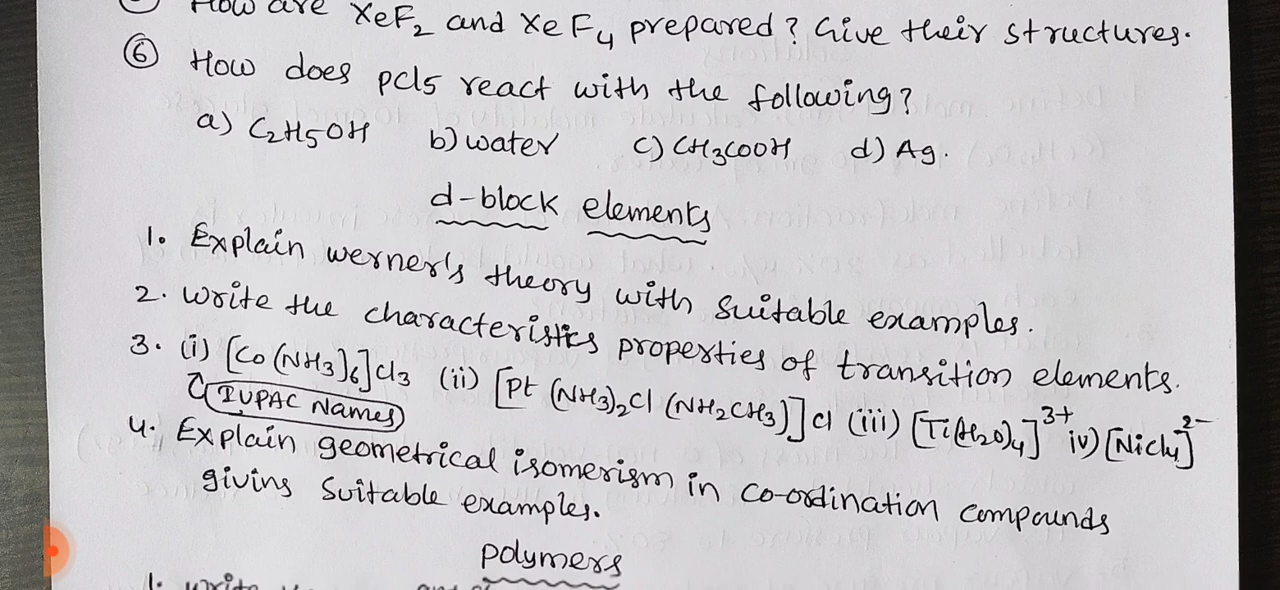 How are XeF₂ and XeF₄ prepared? Give their structures.
⑥ How does pcl5 react with the following?
a) C₂H5OH b) water c) CH₃COOH d) Ag.
d-block elements
1. Explain werner's theory with suitable examples.
2. Write the characteristics properties of transition elements.
3. (i) [Co(NH₃)₆]Cl₃ (ii) [Pt (NH₃)₂Cl (NH₂CH₃)]Cl (iii) [Ti(H₂O)₄]³⁺ iv) [Nicl₄]²⁻
(IUPAC Names)
4. Explain geometrical isomerism in co-ordination compounds
giving suitable examples.
polymers
1. write